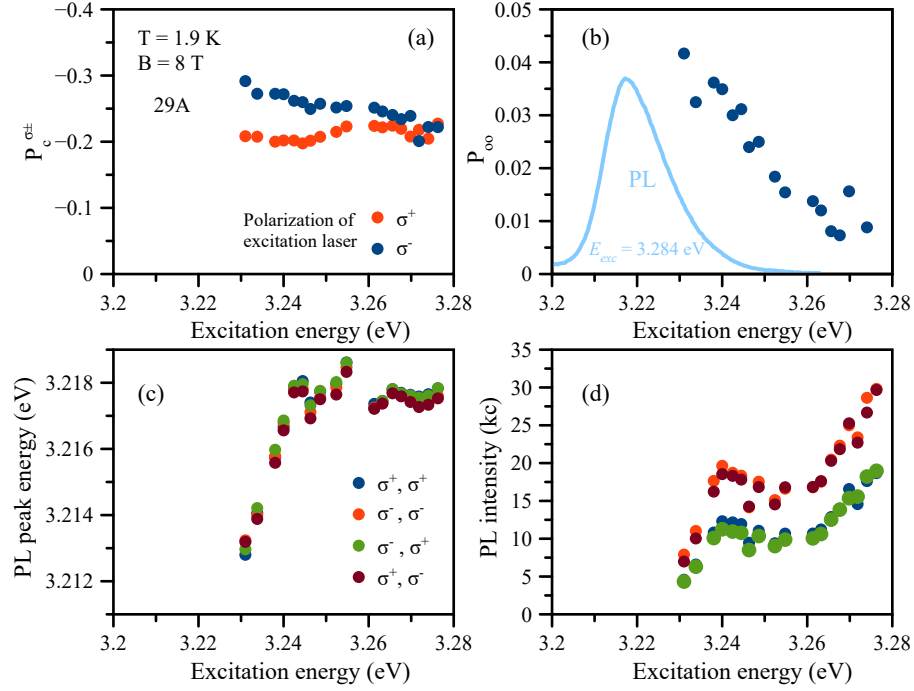 −0.4
−0.3
−0.2
−0.1
0
P_c^σ±
T = 1.9 K
B = 8 T
(a)
29A
Polarization of
excitation laser
σ+
σ-
3.2 3.22 3.24 3.26 3.28
Excitation energy (eV)
0.05
0.04
0.03
0.02
0.01
0
P_oo
(b)
PL
E_exc = 3.284 eV
3.2 3.22 3.24 3.26 3.28
Excitation energy (eV)
3.218
3.216
3.214
3.212
PL peak energy (eV)
(c)
σ+, σ+
σ-, σ-
σ-, σ+
σ+, σ-
3.2 3.22 3.24 3.26 3.28
Excitation energy (eV)
35
30
25
20
15
10
5
0
PL intensity (kc)
(d)
3.2 3.22 3.24 3.26 3.28
Excitation energy (eV)